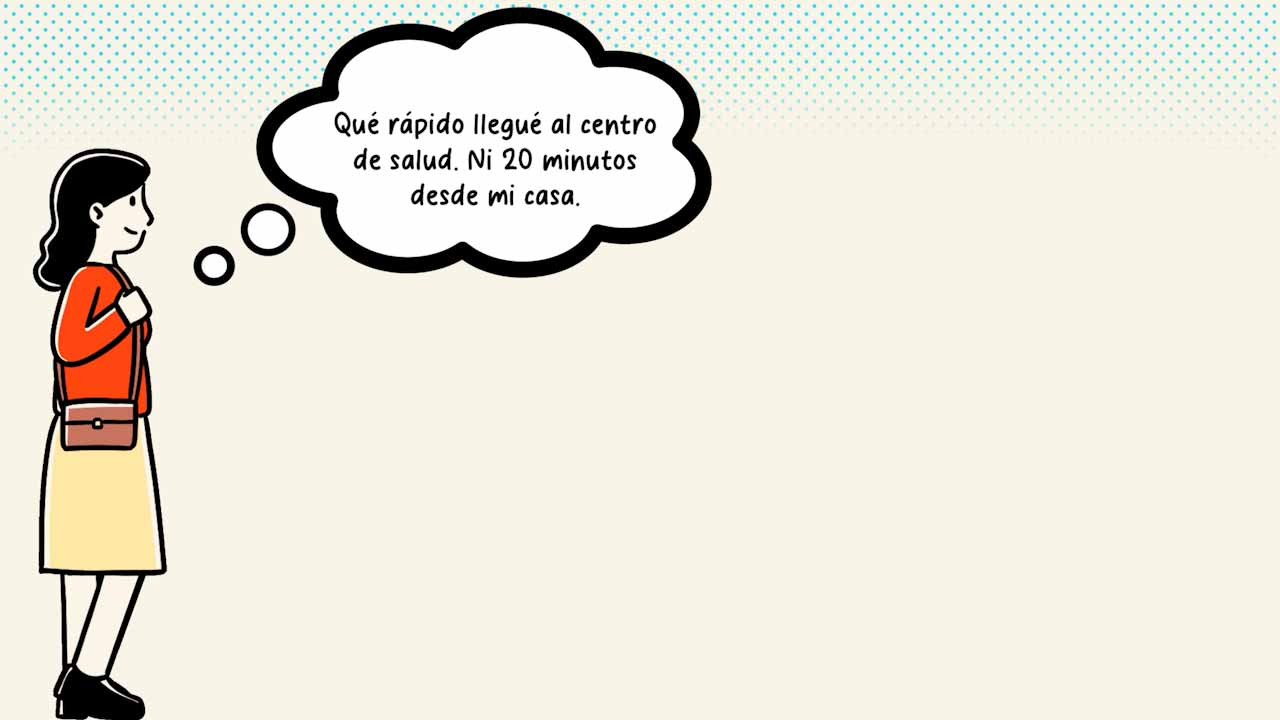 Qué rápido llegué al centro
de salud. Ni 20 minutos
desde mi casa.